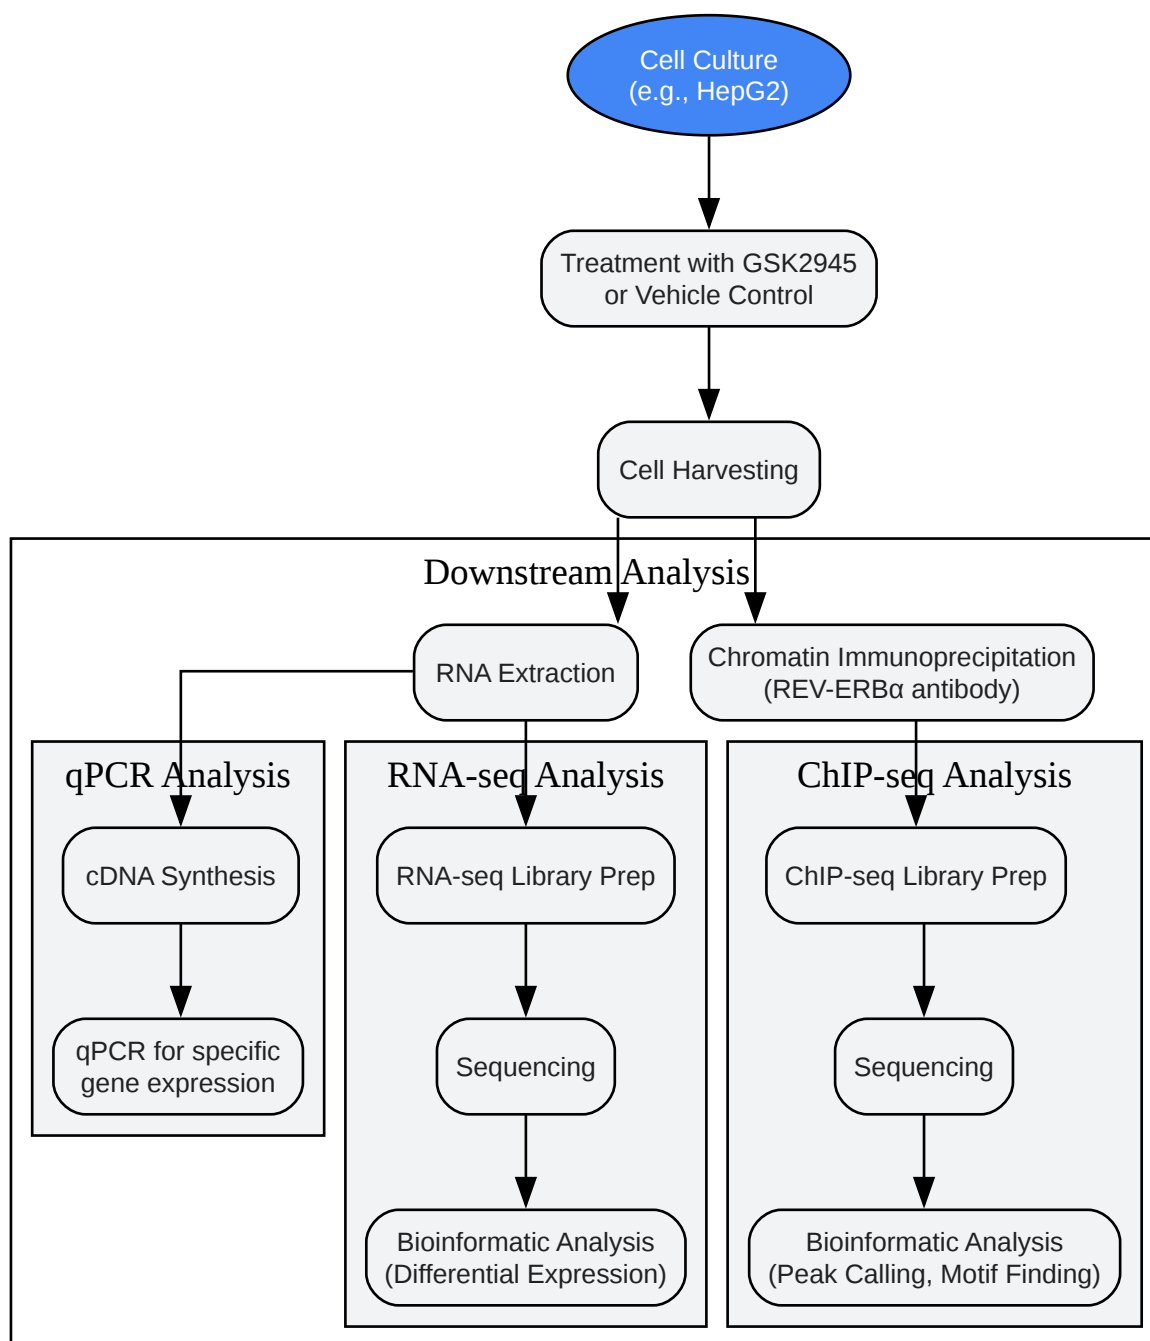 Cell Culture
(e.g., HepG2)
Treatment with GSK2945
or Vehicle Control
Cell Harvesting
Downstream Analysis
RNA Extraction
Chromatin Immunoprecipitation
(REV-ERBα antibody)
qPCR Analysis
RNA-seq Analysis
ChIP-seq Analysis
cDNA Synthesis
RNA-seq Library Prep
ChIP-seq Library Prep
qPCR for specific
gene expression
Sequencing
Sequencing
Bioinformatic Analysis
(Differential Expression)
Bioinformatic Analysis
(Peak Calling, Motif Finding)